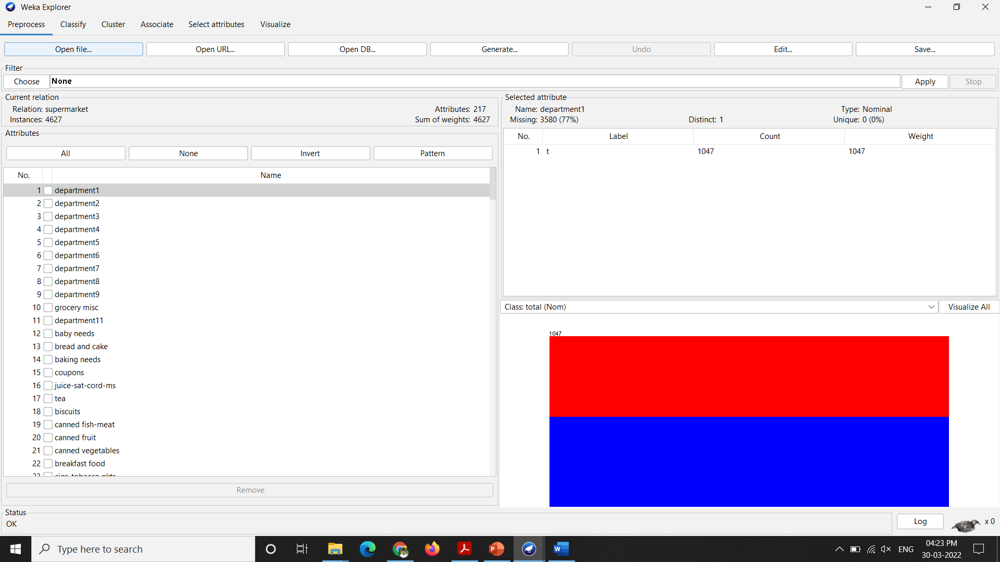 Weka Explorer
Preprocess Classify Cluster Associate Select attributes Visualize
Open file... Open URL... Open DB... Generate... Undo Edit... Save...
Filter
Choose None Apply Stop
Current relation
Relation: supermarket Attributes: 217
Instances: 4627 Sum of weights: 4627
Attributes
All None Invert Pattern
No. Name
1 department1
2 department2
3 department3
4 department4
5 department5
6 department6
7 department7
8 department8
9 department9
10 grocery misc
11 department11
12 baby needs
13 bread and cake
14 baking needs
15 coupons
16 juice-sat-cord-ms
17 tea
18 biscuits
19 canned fish-meat
20 canned fruit
21 canned vegetables
22 breakfast food
23 cigs-tobacco pkts
Remove
Selected attribute
Name: department1 Type: Nominal
Missing: 3580 (77%) Distinct: 1 Unique: 0 (0%)
No. Label Count Weight
1 t 1047 1047
Class: total (Nom) Visualize All
1047
Status
OK
Log x 0
Type here to search
ENG
04:23 PM
30-03-2022